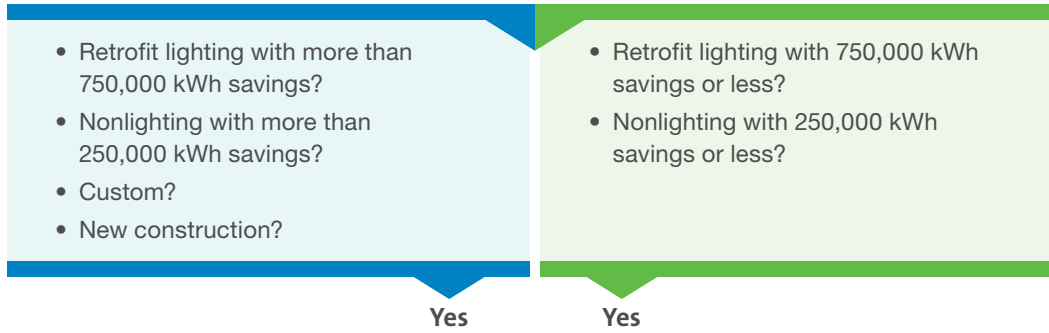 • Retrofit lighting with more than
750,000 kWh savings?
• Nonlighting with more than
250,000 kWh savings?
• Custom?
• New construction?
• Retrofit lighting with 750,000 kWh
savings or less?
• Nonlighting with 250,000 kWh
savings or less?
Yes
Yes